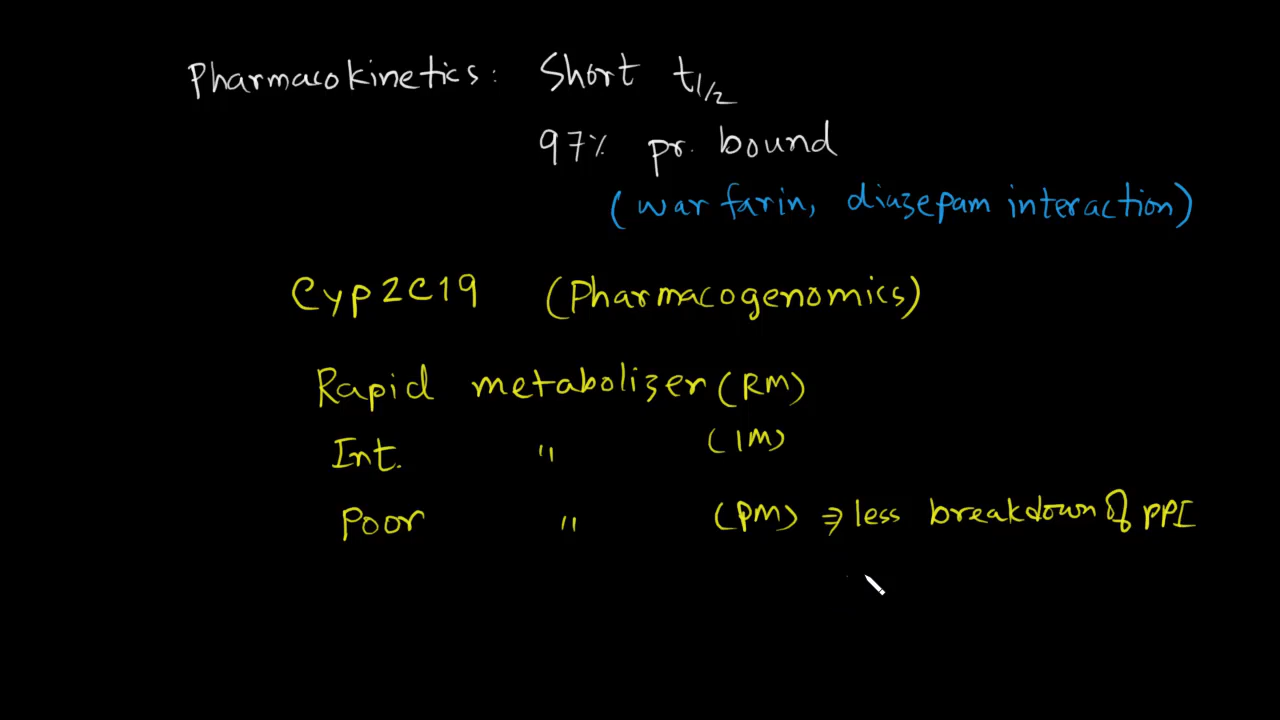 Pharmacokinetics: Short t1/2
97% pr. bound
(warfarin, diazepam interaction)
Cyp2C19 (Pharmacogenomics)
Rapid metabolizer (RM)
Int. " (IM)
Poor " (PM) ⇒ less breakdown of PPI